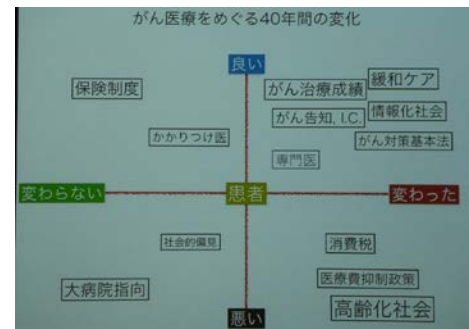 がん医療をめぐる40年間の変化
良い
保険制度
がん治療成績
緩和ケア
がん告知, I.C.
情報化社会
かかりつけ医
がん対策基本法
専門医
変わらない
患者
変わった
社会的偏見
消費税
大病院指向
医療費抑制政策
高齢化社会
悪い